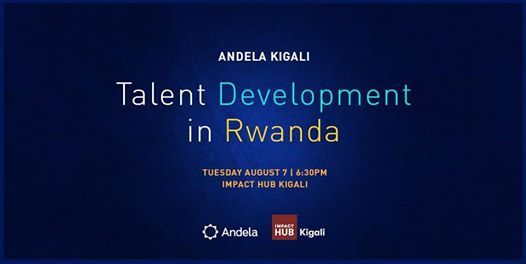 ANDELA KIGALI
Talent Development
in Rwanda
TUESDAY AUGUST 7 | 6:30PM
IMPACT HUB KIGALI
Andela
IMPACT
HUB Kigali